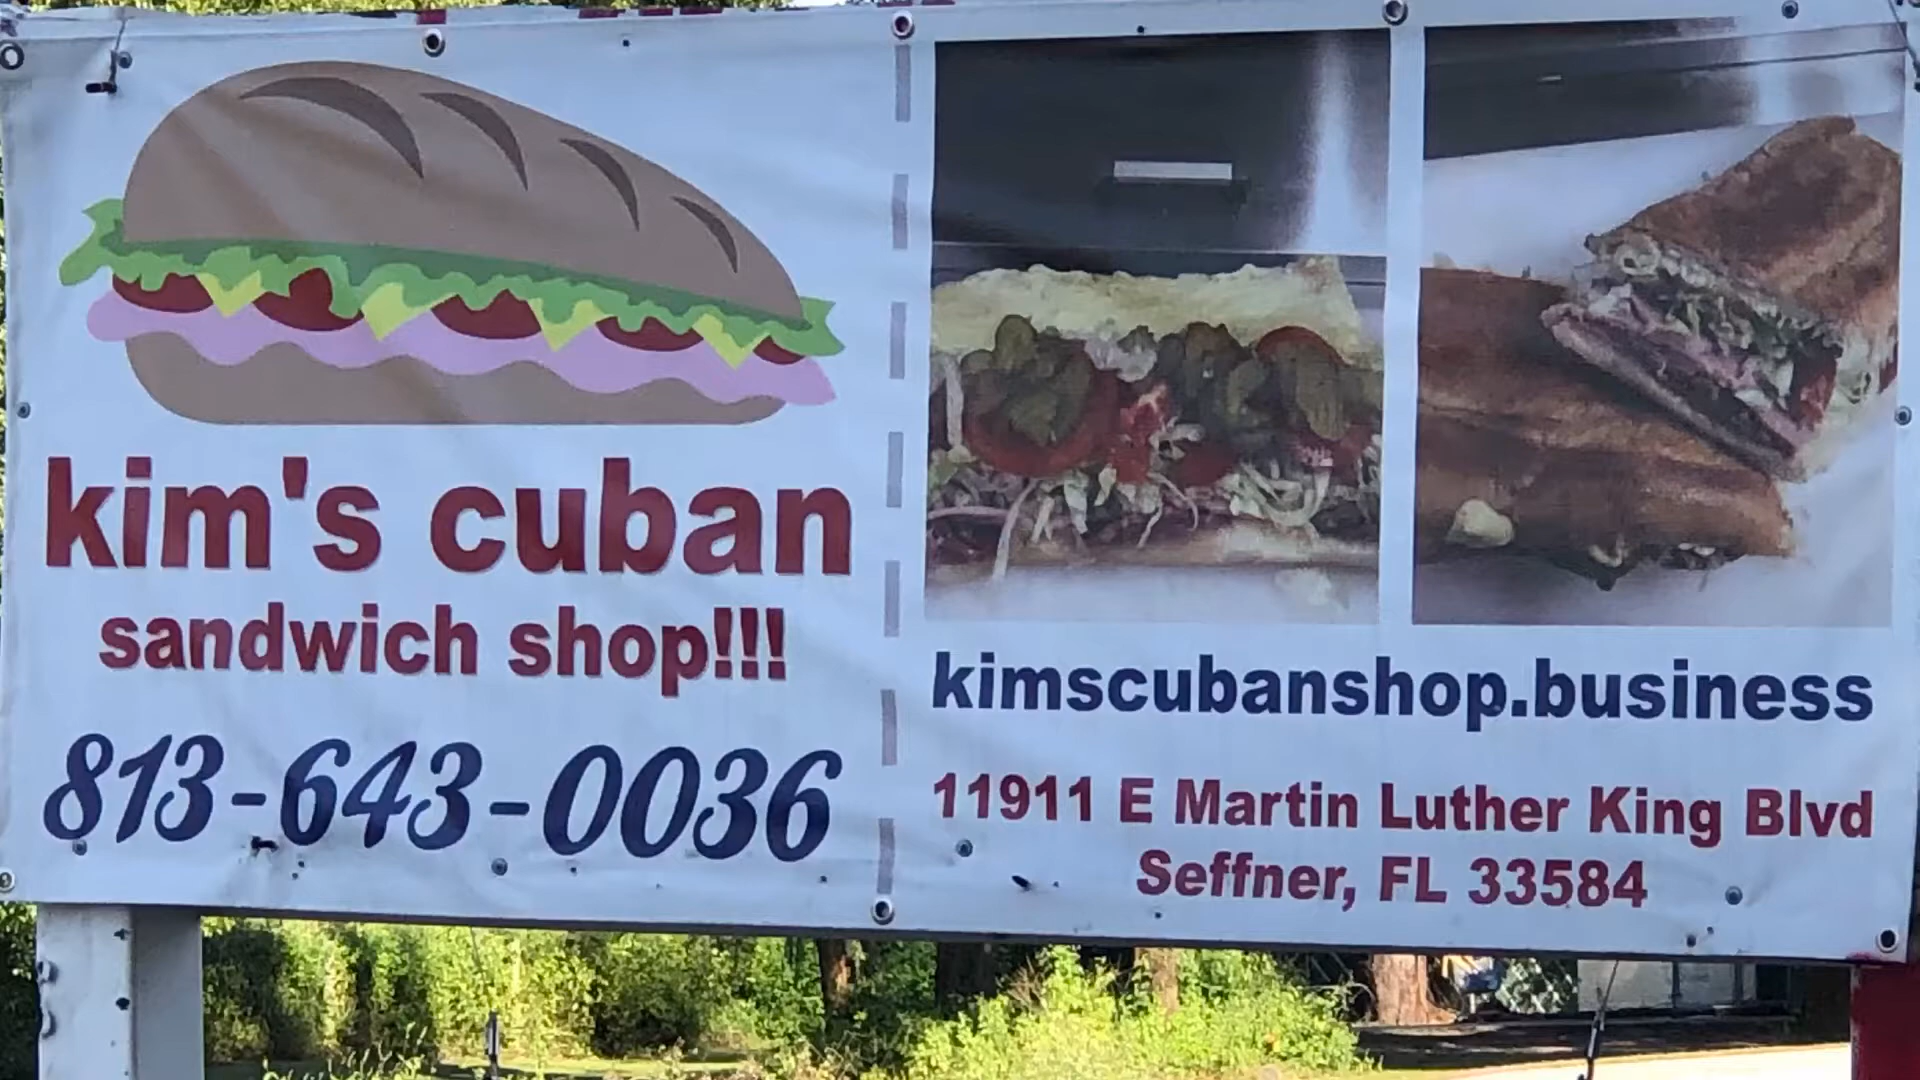 kim's cuban
sandwich shop!!!
813-643-0036
kimscubanshop.business
11911 E Martin Luther King Blvd
Seffner, FL 33584